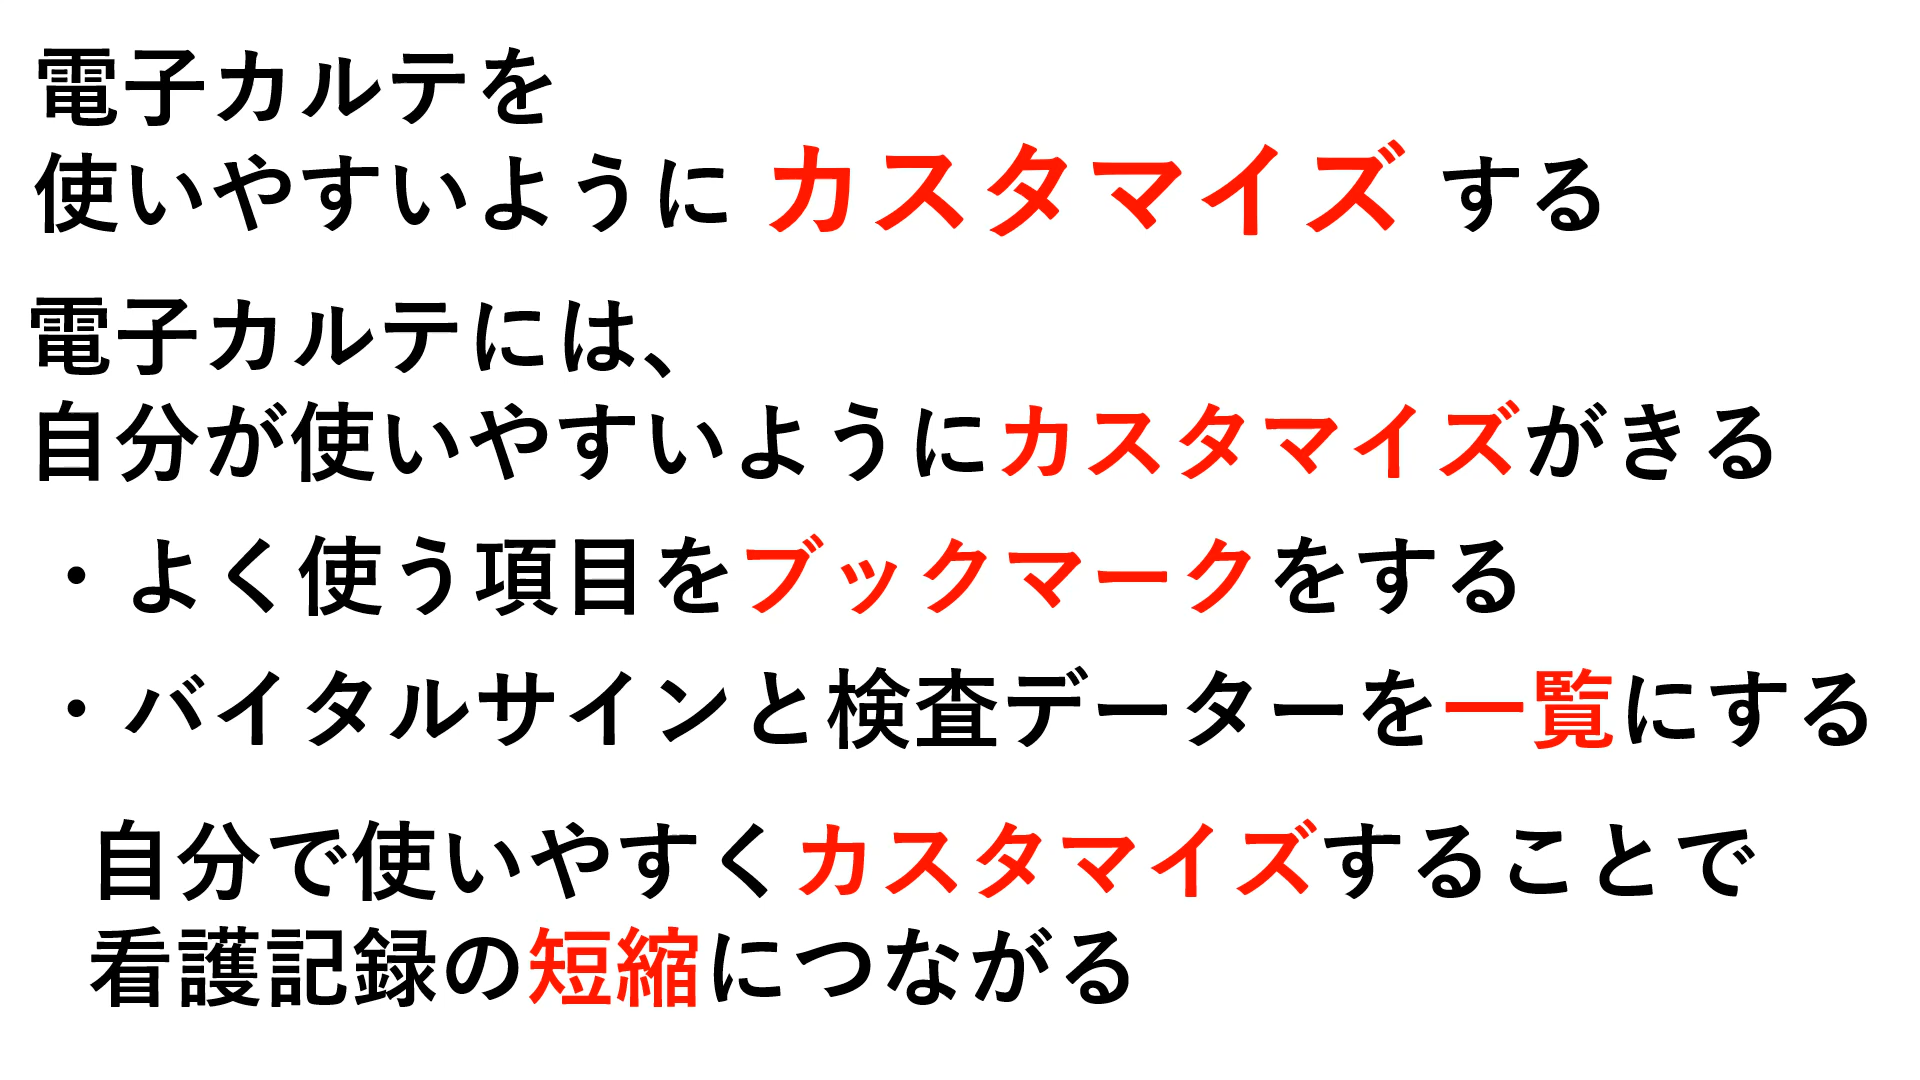 電子カルテを
使いやすいように カスタマイズ する
電子カルテには、
自分が使いやすいようにカスタマイズがきる
・よく使う項目をブックマークをする
・バイタルサインと検査データーを一覧にする
自分で使いやすくカスタマイズすることで
看護記録の短縮につながる